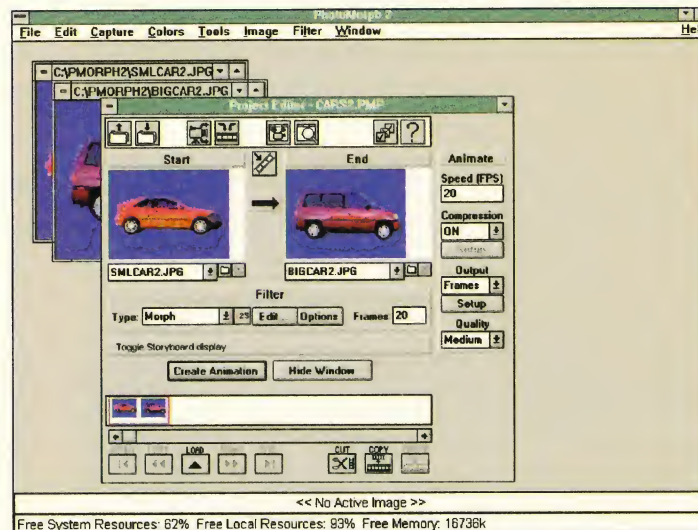 PhotoMorph 2
File Edit Capture Colors Tools Image Filter Window Hel
C:\PMORPH2\SMLCAR2.JPG
C:\PMORPH2\BIGCAR2.JPG
Project Editor - CARS2.PMP
Start End Animate
Speed (FPS)
20
Compression
ON
Setup
SMLCAR2.JPG BIGCAR2.JPG
Output
Frames
Setup
Filter
Type: Morph 2S Edit... Options Frames 20
Quality
Medium
Toggle Storyboard display
Create Animation Hide Window
LOAD CUT COPY
<< No Active Image >>
Free System Resources: 62% Free Local Resources: 93% Free Memory: 16736k